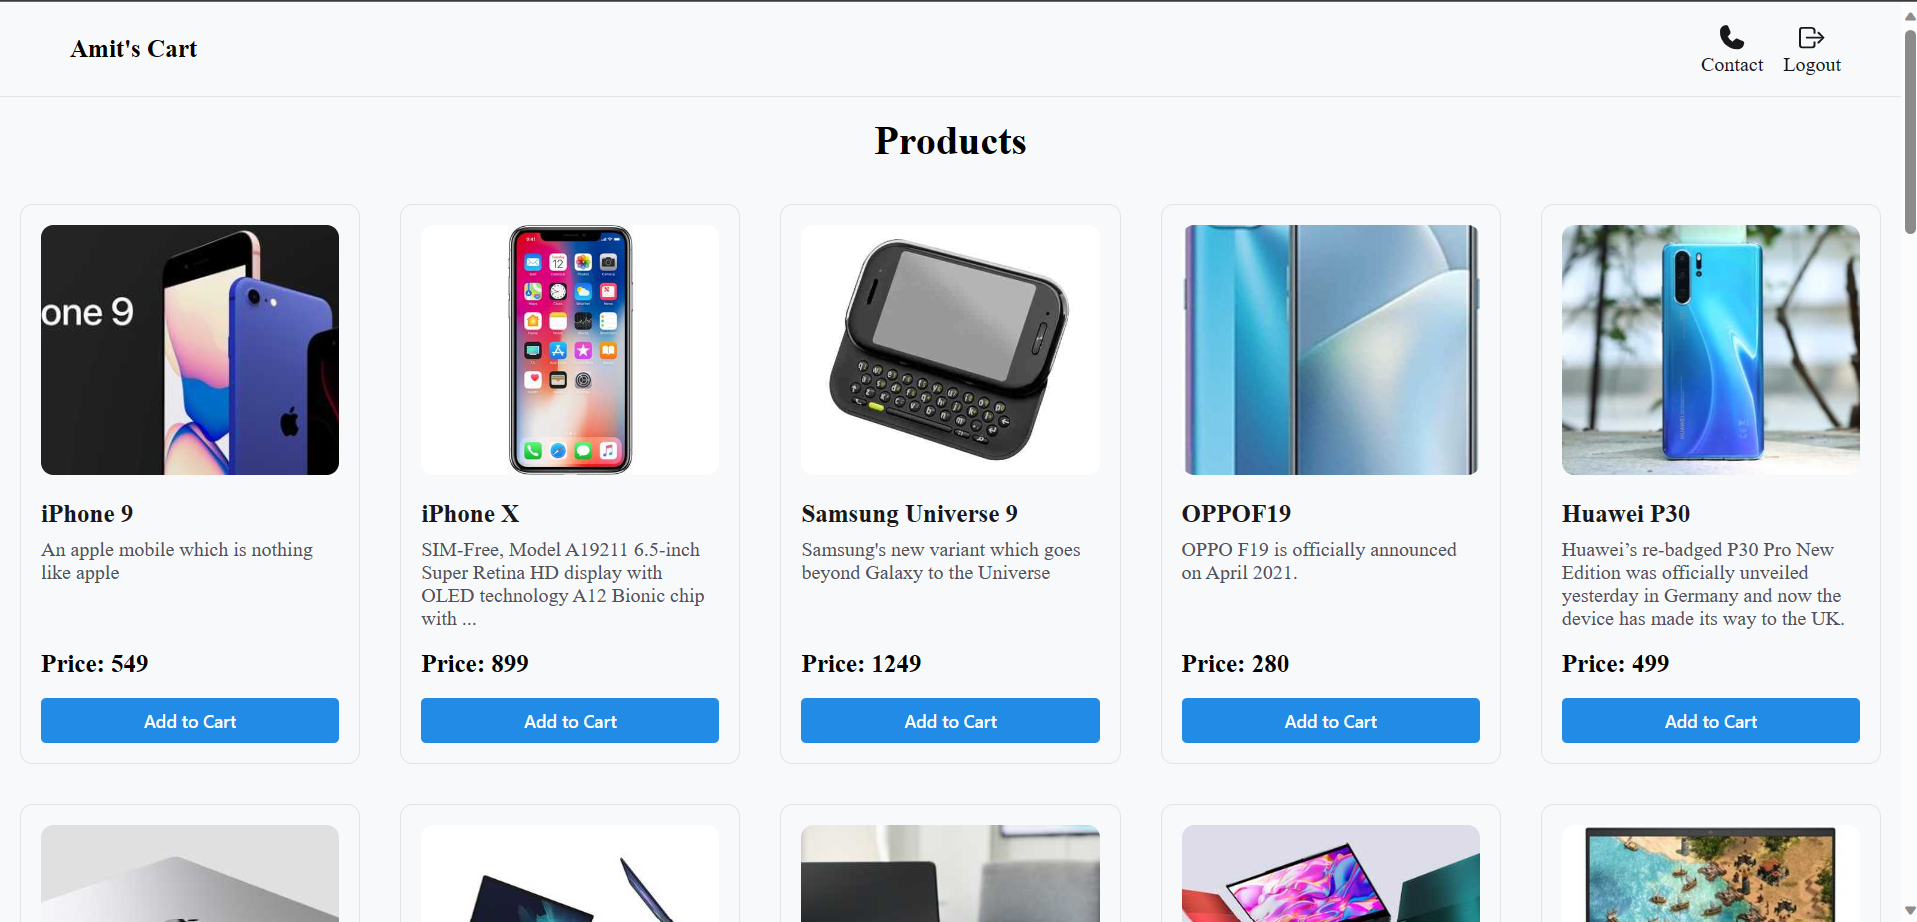 Amit's Cart
Contact
Logout
Products
one 9
iPhone 9
An apple mobile which is nothing
like apple
Price: 549
Add to Cart
iPhone X
SIM-Free, Model A19211 6.5-inch
Super Retina HD display with
OLED technology A12 Bionic chip
with ...
Price: 899
Add to Cart
Samsung Universe 9
Samsung's new variant which goes
beyond Galaxy to the Universe
Price: 1249
Add to Cart
OPPOF19
OPPO F19 is officially announced
on April 2021.
Price: 280
Add to Cart
Huawei P30
Huawei’s re-badged P30 Pro New
Edition was officially unveiled
yesterday in Germany and now the
device has made its way to the UK.
Price: 499
Add to Cart